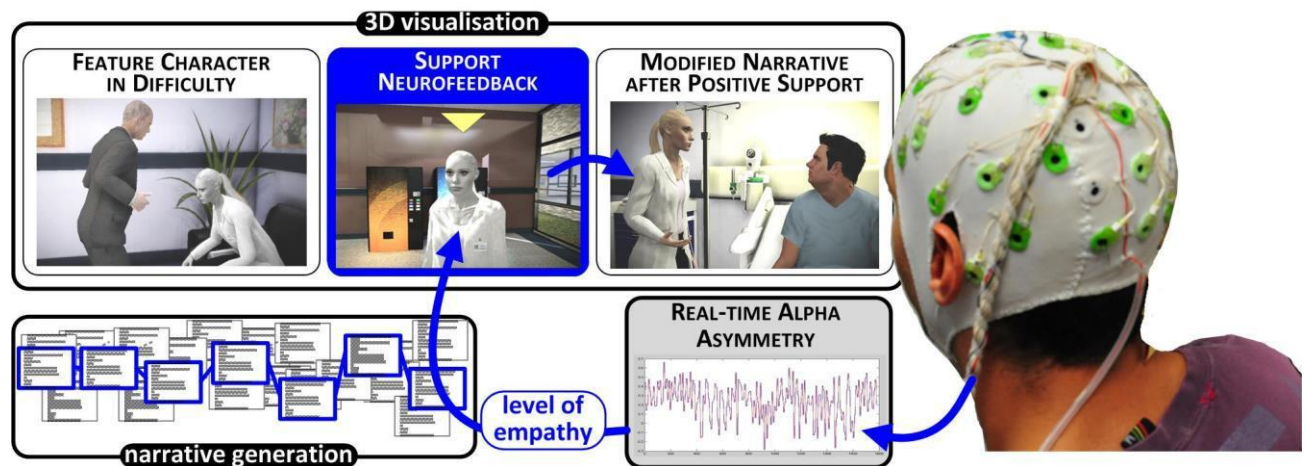 3D visualisation
FEATURE CHARACTER
IN DIFFICULTY
SUPPORT
NEUROFEEDBACK
MODIFIED NARRATIVE
AFTER POSITIVE SUPPORT
REAL-TIME ALPHA
ASYMMETRY
level of
empathy
narrative generation